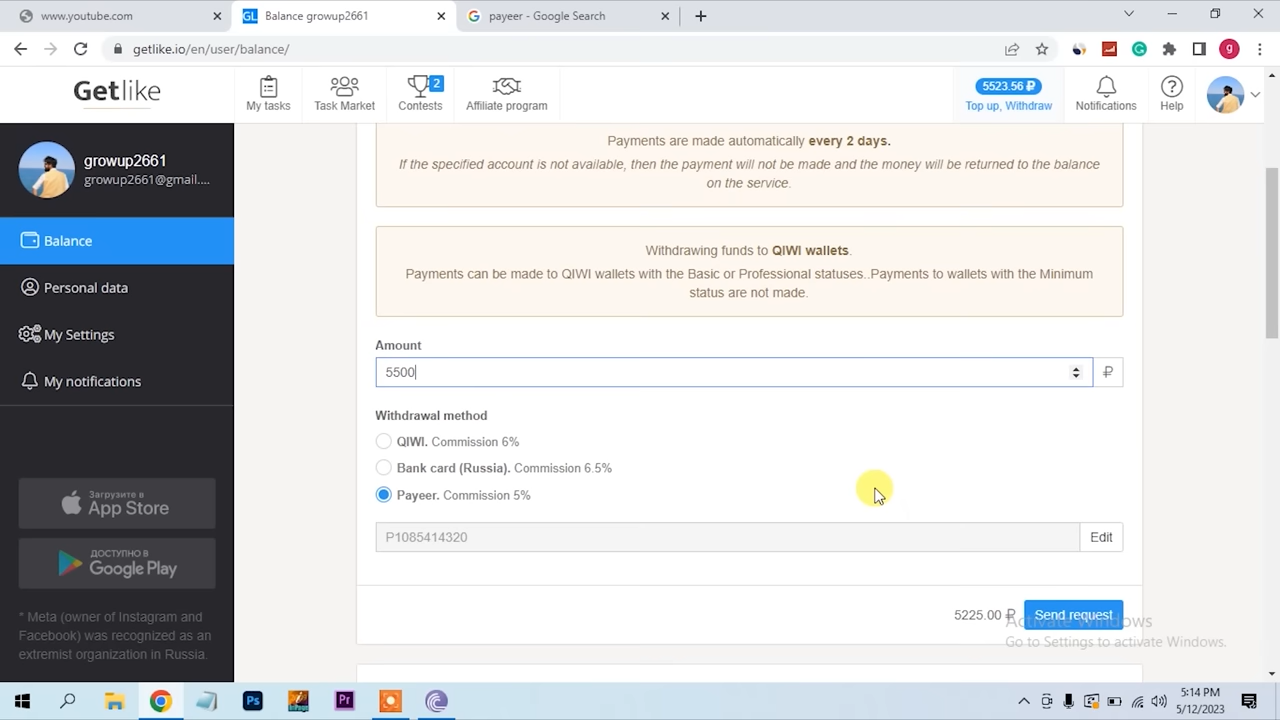 www.youtube.com
Balance growup2661
payeer - Google Search
getlike.io/en/user/balance/
g
Getlike
My tasks
Task Market
2
Contests
Affiliate program
5523.56 ₽
Top up, Withdraw
Notifications
Help
growup2661
growup2661@gmail....
Balance
Personal data
My Settings
My notifications
Загрузите в
App Store
ДОСТУПНО В
Google Play
* Meta (owner of Instagram and
Facebook) was recognized as an
extremist organization in Russia.
Payments are made automatically every 2 days.
If the specified account is not available, then the payment will not be made and the money will be returned to the balance
on the service.
Withdrawing funds to QIWI wallets.
Payments can be made to QIWI wallets with the Basic or Professional statuses..Payments to wallets with the Minimum
status are not made.
Amount
5500
₽
Withdrawal method
QIWI. Commission 6%
Bank card (Russia). Commission 6.5%
Payeer. Commission 5%
P1085414320
Edit
5225.00 ₽
Send request
Activate Windows
Go to Settings to activate Windows.
Ps
Pr
5:14 PM
5/12/2023